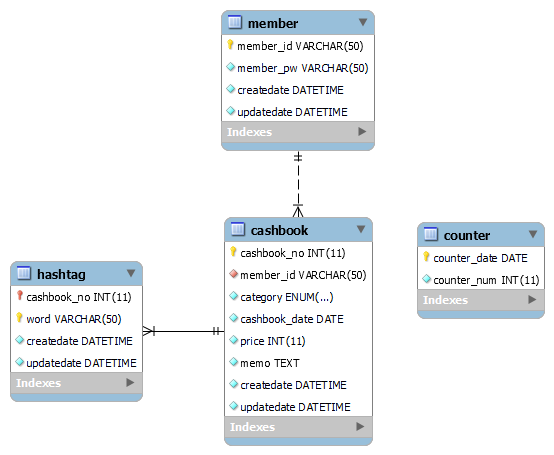 member
member_id VARCHAR(50)
member_pw VARCHAR(50)
createdate DATETIME
updatedate DATETIME
Indexes
cashbook
cashbook_no INT(11)
member_id VARCHAR(50)
category ENUM(...)
cashbook_date DATE
price INT(11)
memo TEXT
createdate DATETIME
updatedate DATETIME
Indexes
counter
counter_date DATE
counter_num INT(11)
Indexes
hashtag
cashbook_no INT(11)
word VARCHAR(50)
createdate DATETIME
updatedate DATETIME
Indexes